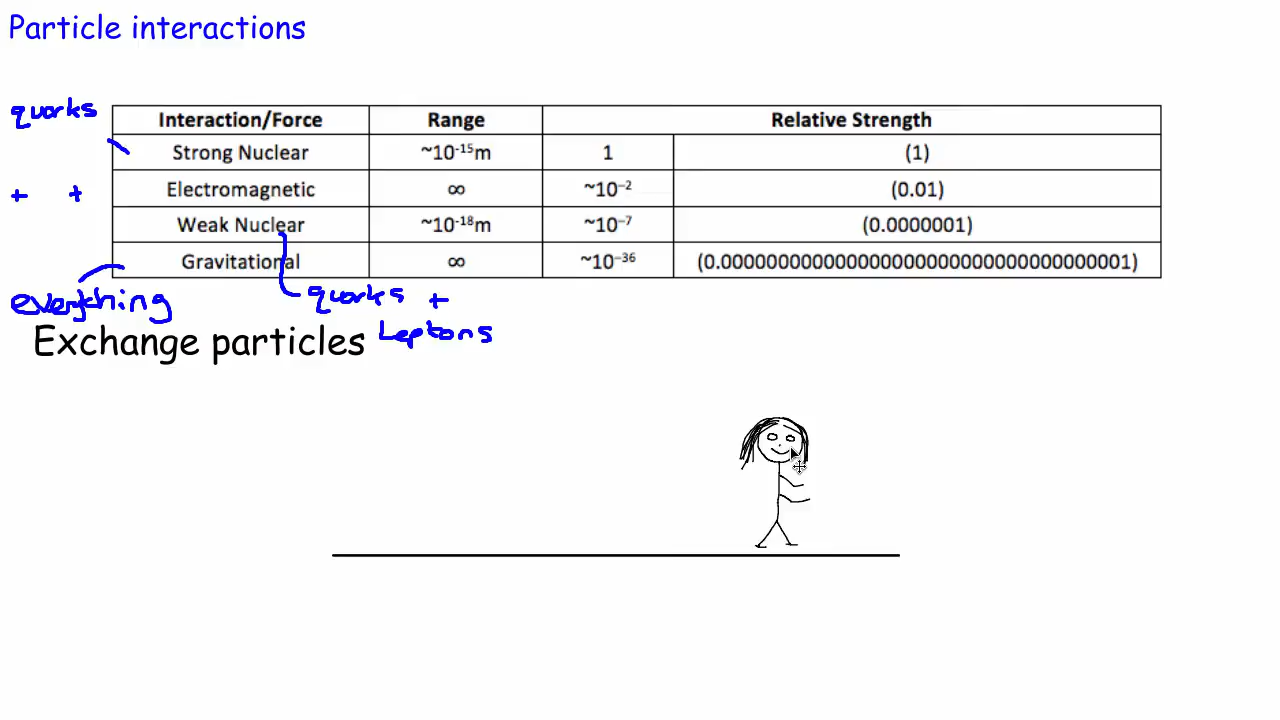 Particle interactions
quarks
Interaction/Force Range Relative Strength
Strong Nuclear ~10⁻¹⁵m 1 (1)
+ +
Electromagnetic ∞ ~10⁻² (0.01)
Weak Nuclear ~10⁻¹⁸m ~10⁻⁷ (0.0000001)
Gravitational ∞ ~10⁻³⁶ (0.000000000000000000000000000000000001)
everything
quarks +
Leptons
Exchange particles